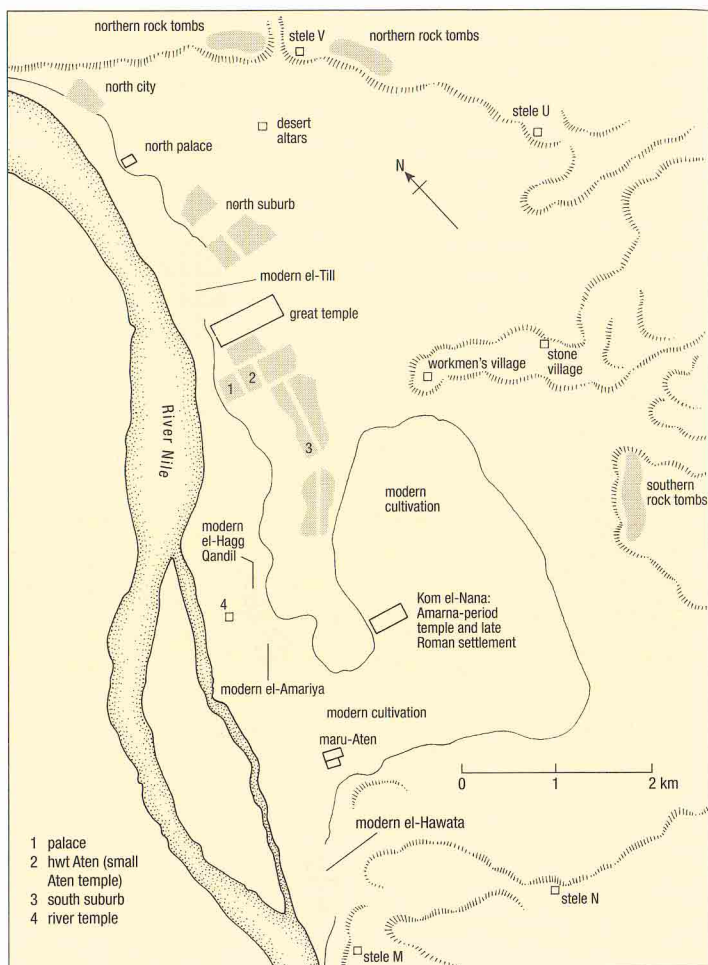 northern rock tombs
stele V
northern rock tombs
north city
desert
altars
stele U
north palace
N
north suburb
modern el-Till
great temple
workmen's village
stone
village
1
2
3
River Nile
modern
cultivation
southern
rock tombs
modern
el-Hagg
Qandil
4
Kom el-Nana:
Amarna-period
temple and late
Roman settlement
modern el-Amariya
modern cultivation
maru-Aten
0 1 2 km
modern el-Hawata
1 palace
2 hwt Aten (small
Aten temple)
3 south suburb
4 river temple
stele N
stele M